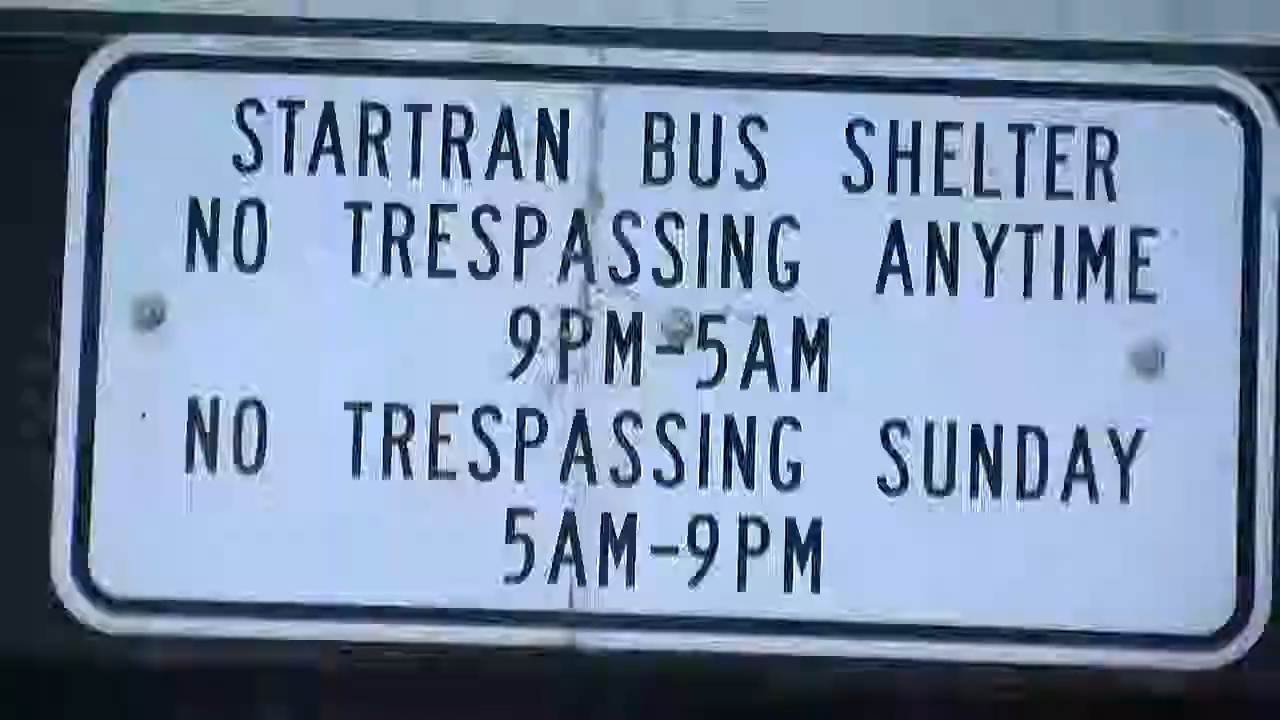 STARTRAN BUS SHELTER
NO TRESPASSING ANYTIME
9PM-5AM
NO TRESPASSING SUNDAY
5AM-9PM